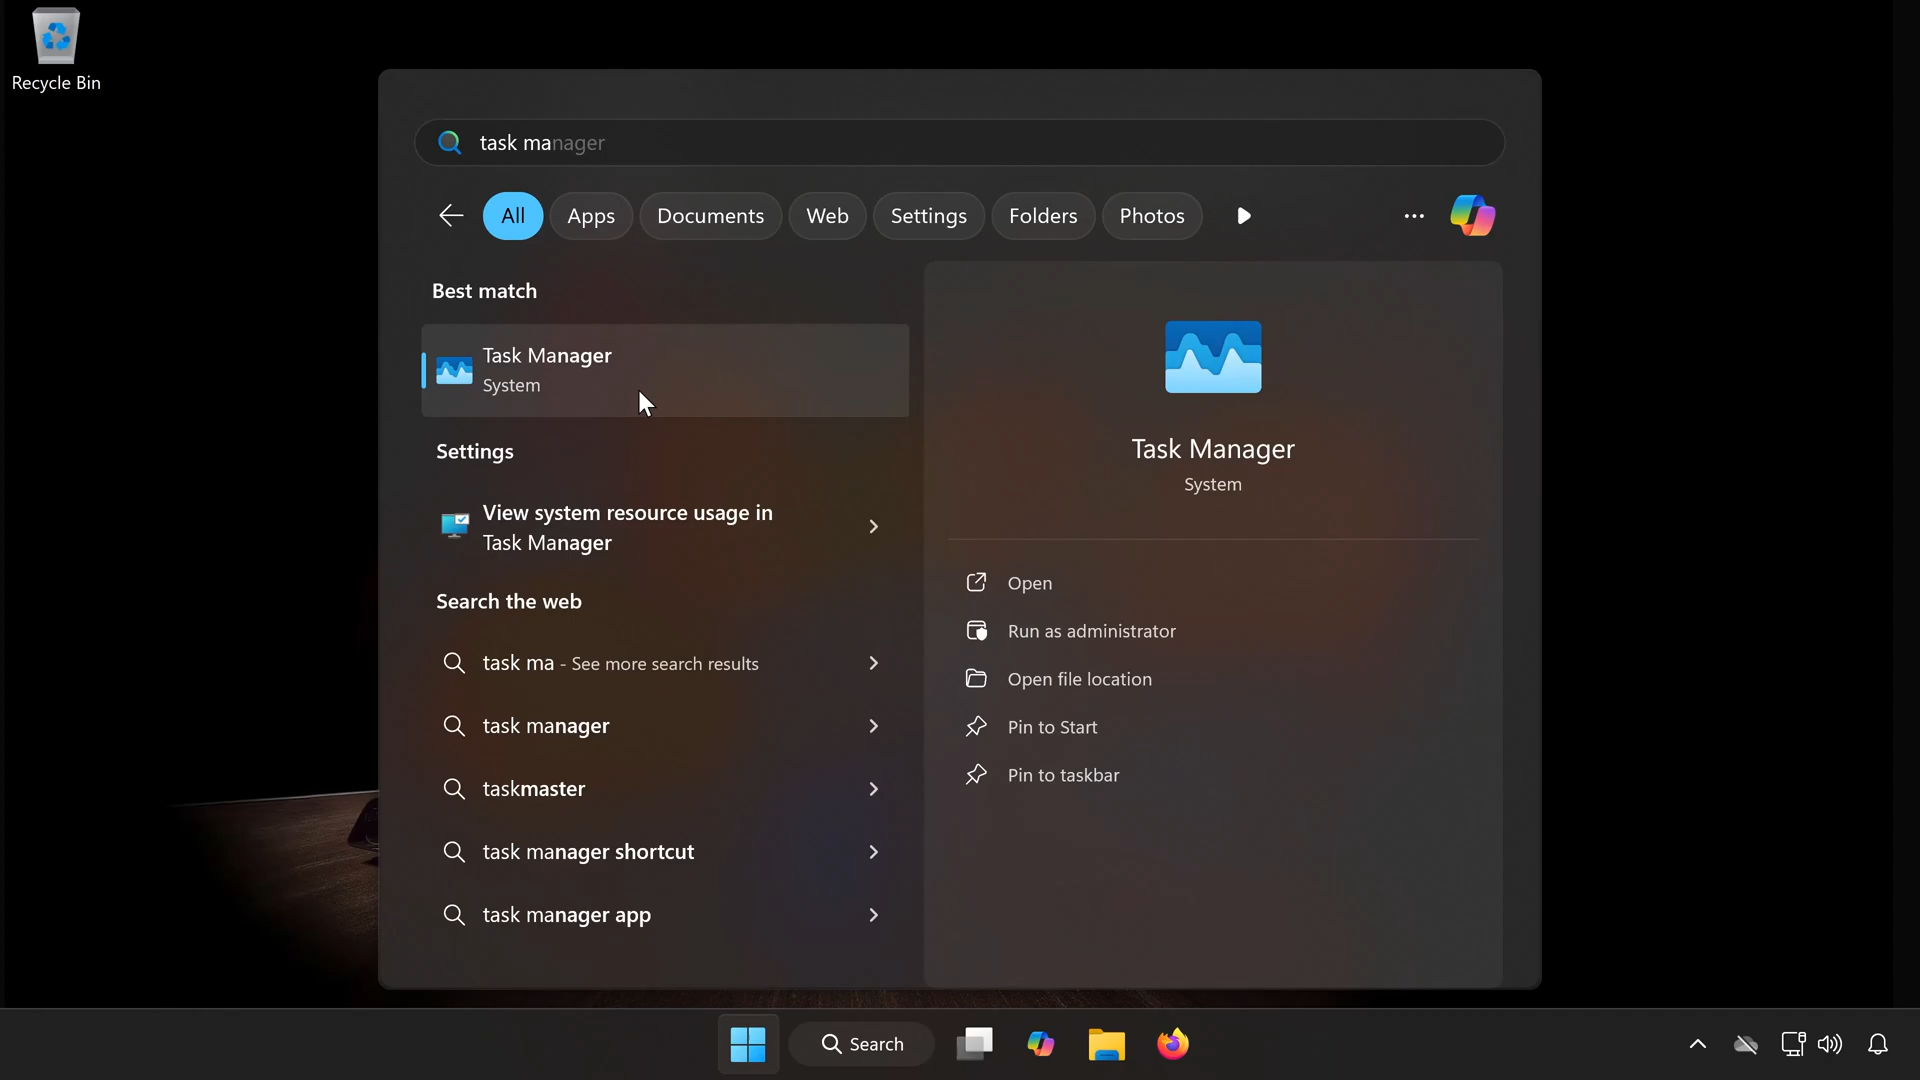 Recycle Bin
task manager
All
Apps
Documents
Web
Settings
Folders
Photos
Best match
Task Manager
System
Settings
View system resource usage in
Task Manager
Search the web
task ma - See more search results
task manager
taskmaster
task manager shortcut
task manager app
Task Manager
System
Open
Run as administrator
Open file location
Pin to Start
Pin to taskbar
Search